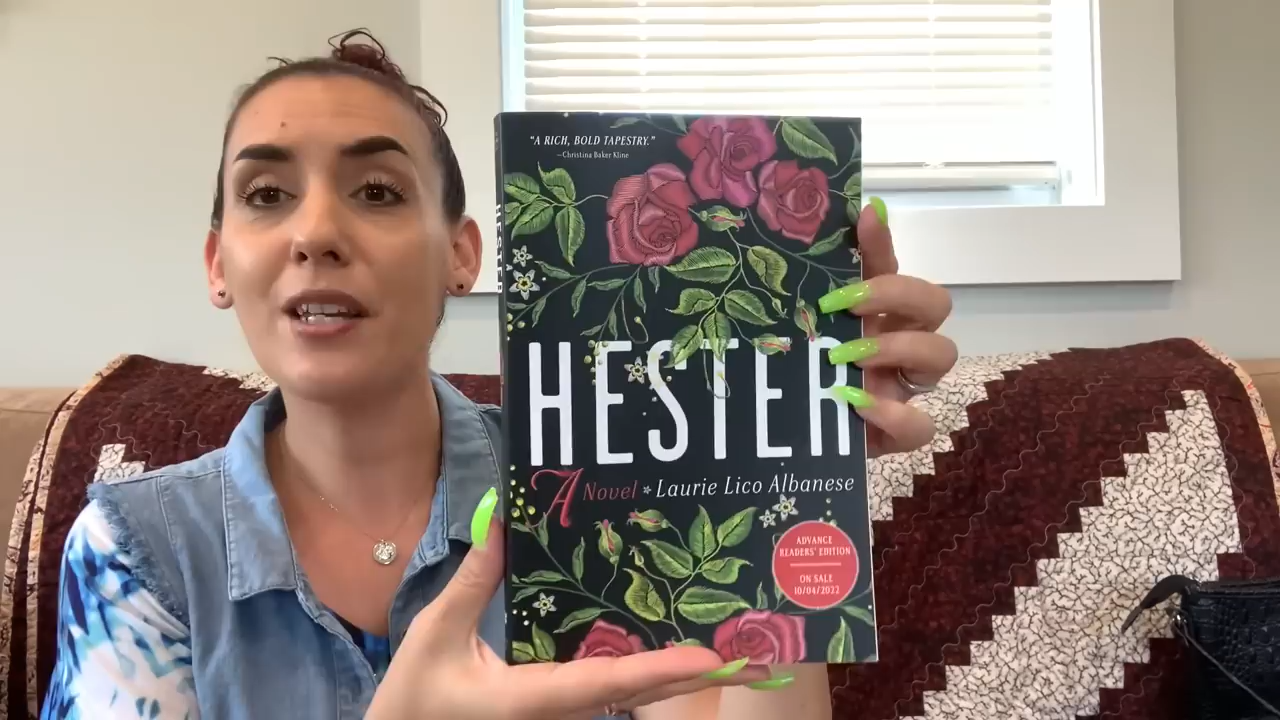 “A RICH, BOLD TAPESTRY.”
—Christina Baker Kline
HESTER
HESTER
A Novel * Laurie Lico Albanese
ADVANCE
READERS' EDITION
ON SALE
10/04/2022